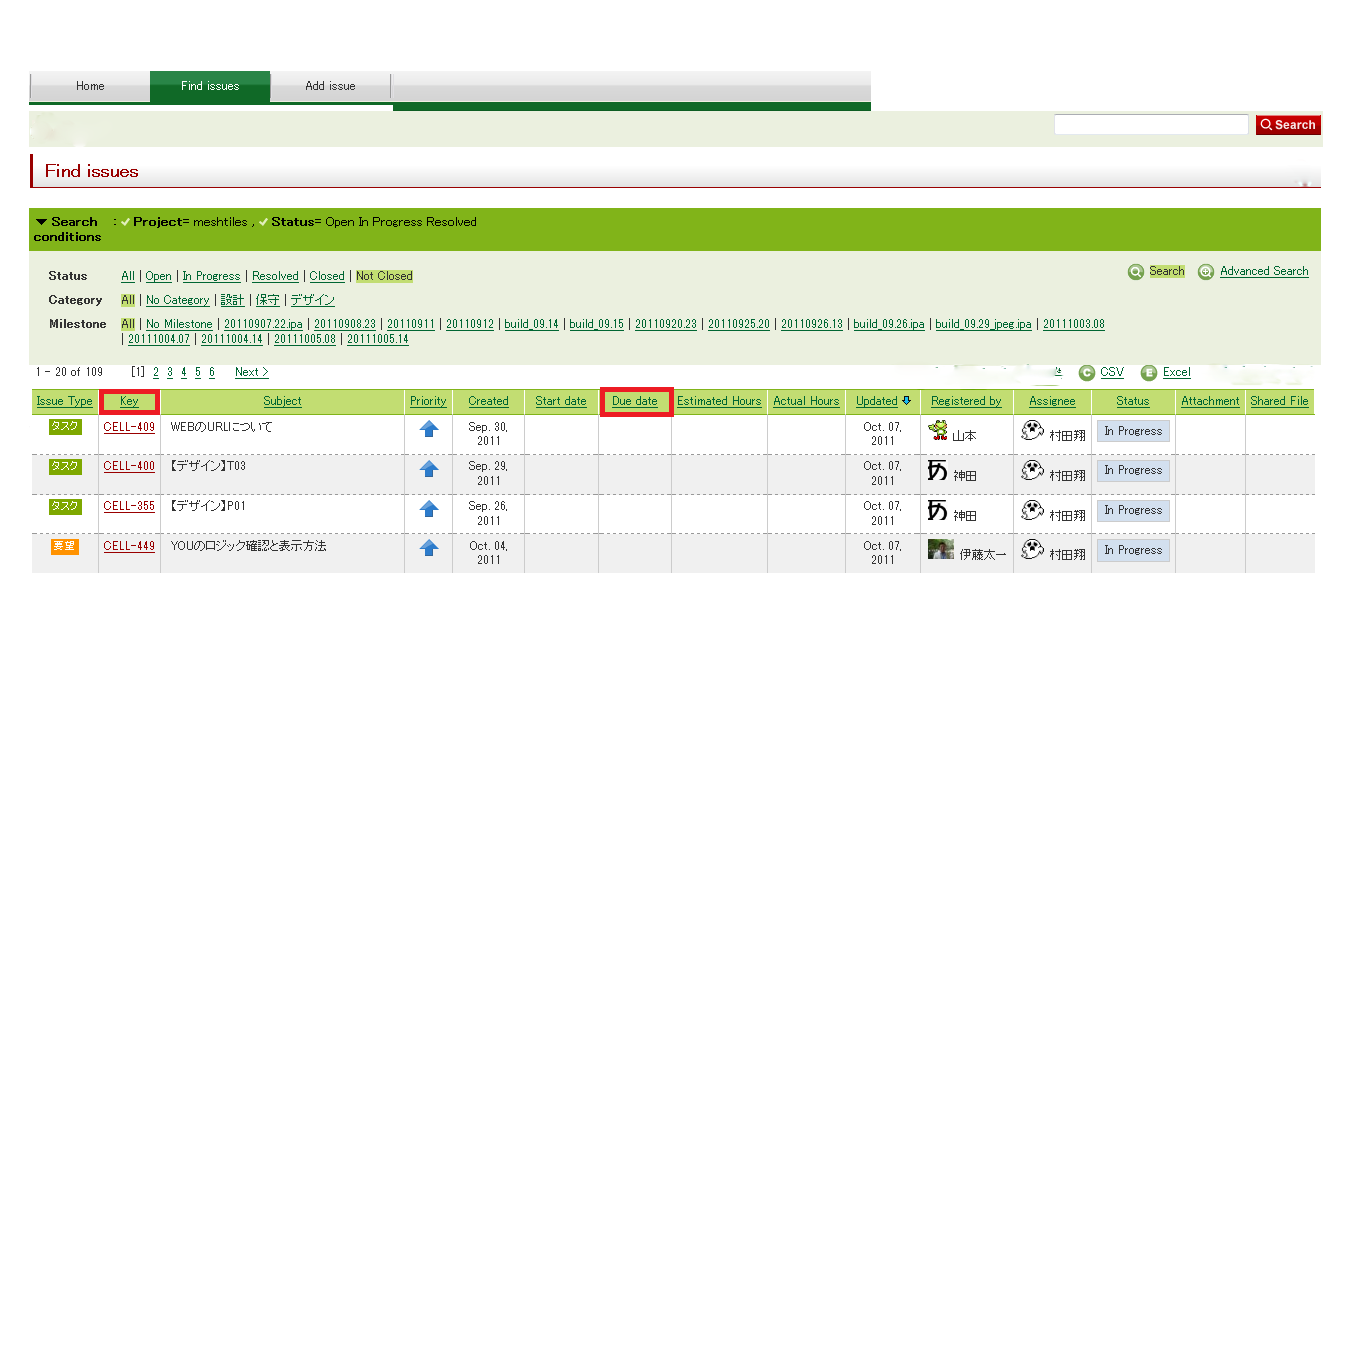 Home Find issues Add issue
Search
Find issues
▼ Search conditions : ✓ Project= meshtiles , ✓ Status= Open In Progress Resolved
Status All | Open | In Progress | Resolved | Closed | Not Closed Search Advanced Search
Category All | No Category | 設計 | 保守 | デザイン
Milestone All | No Milestone | 20110907.22.ipa | 20110908.23 | 20110911 | 20110912 | build_09.14 | build_09.15 | 20110920.23 | 20110925.20 | 20110926.13 | build_09.26.ipa | build_09.29_jpeg.ipa | 20111003.08
| 20111004.07 | 20111004.14 | 20111005.08 | 20111005.14
1 - 20 of 109 [1] 2 3 4 5 6 Next > C CSV E Excel
Issue Type Key Subject Priority Created Start date Due date Estimated Hours Actual Hours Updated Registered by Assignee Status Attachment Shared File
タスク CELL-409 WEBのURLについて Sep. 30, 2011 Oct. 07, 2011 山本 村田翔 In Progress
タスク CELL-400 【デザイン】T03 Sep. 29, 2011 Oct. 07, 2011 神田 村田翔 In Progress
タスク CELL-355 【デザイン】P01 Sep. 26, 2011 Oct. 07, 2011 神田 村田翔 In Progress
要望 CELL-449 YOUのロジック確認と表示方法 Oct. 04, 2011 Oct. 07, 2011 伊藤太一 村田翔 In Progress